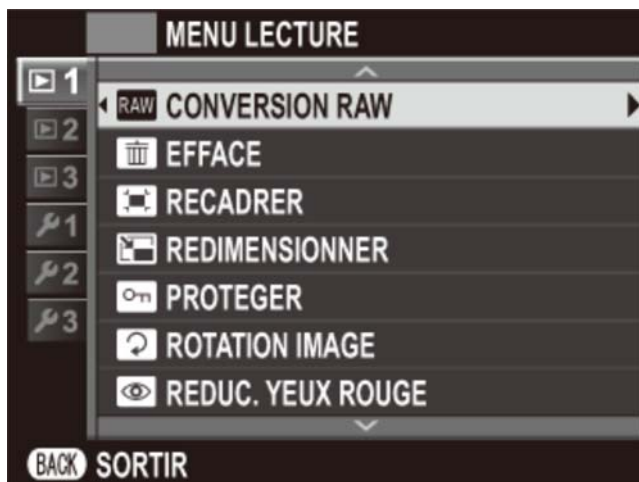 MENU LECTURE
1
RAW CONVERSION RAW
2
EFFACE
3
RECADRER
1
REDIMENSIONNER
2
PROTEGER
3
ROTATION IMAGE
REDUC. YEUX ROUGE
BACK SORTIR